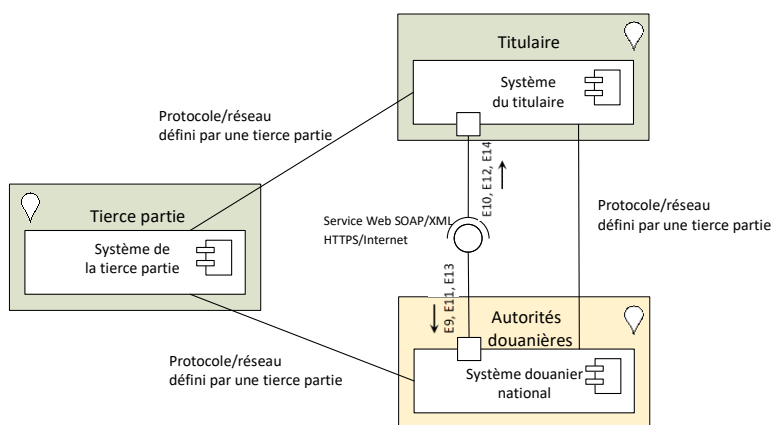 Titulaire
Système
du titulaire
Protocole/réseau
défini par une tierce partie
E10, E12, E14
Tierce partie
Système de
la tierce partie
Protocole/réseau
défini par une tierce partie
Service Web SOAP/XML
HTTPS/Internet
E9, E11, E13
Autorités
douanières
Système douanier
national
Protocole/réseau
défini par une tierce partie